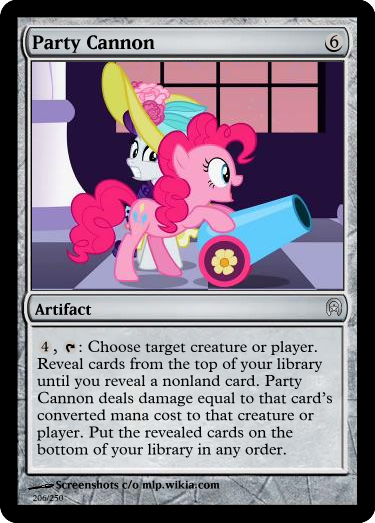 Party Cannon 6
Artifact
4, : Choose target creature or player.
Reveal cards from the top of your library
until you reveal a nonland card. Party
Cannon deals damage equal to that card's
converted mana cost to that creature or
player. Put the revealed cards on the
bottom of your library in any order.
Screenshots c/o mlp.wikia.com
206/250